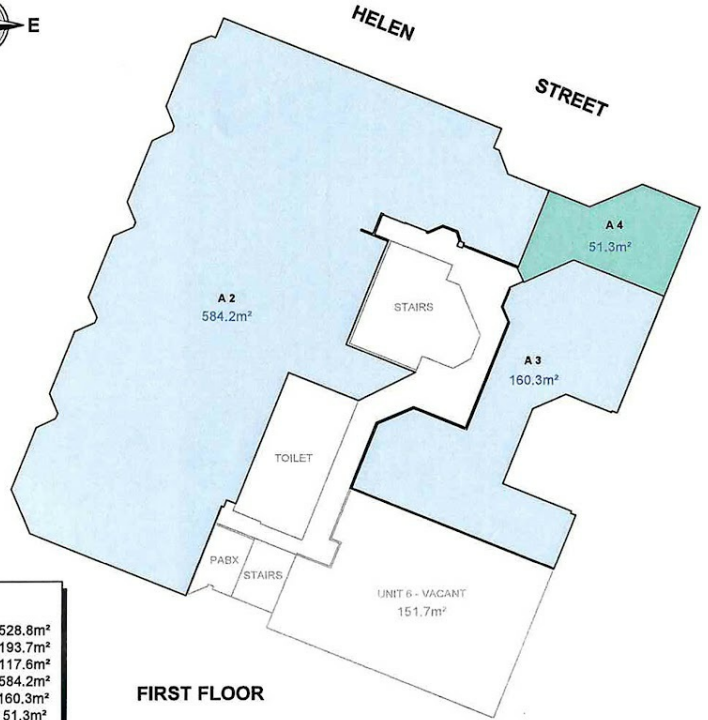 E
HELEN
STREET
A 4
51.3m²
A 2
584.2m²
STAIRS
A 3
160.3m²
TOILET
PABX
STAIRS
UNIT 6 - VACANT
151.7m²
528.8m²
193.7m²
117.6m²
584.2m²
160.3m²
51.3m²
FIRST FLOOR